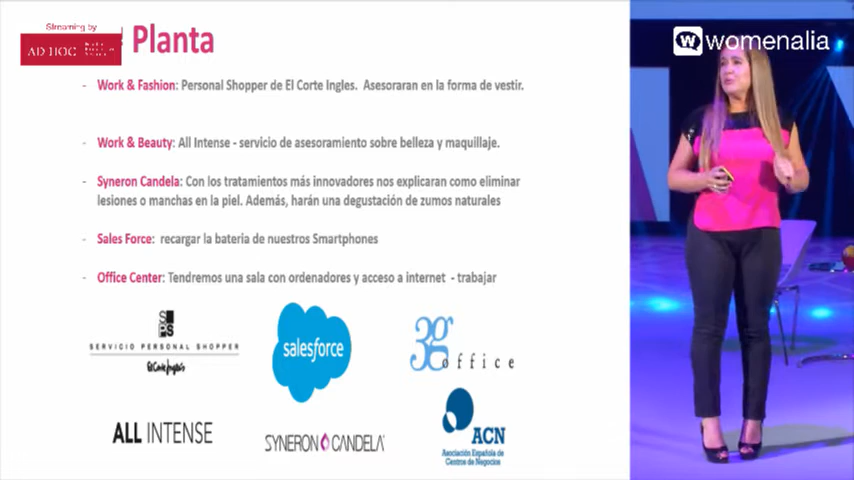 Streaming by
AD HOC
Planta
womenalia
- Work & Fashion: Personal Shopper de El Corte Ingles. Asesoraran en la forma de vestir.
- Work & Beauty: All Intense - servicio de asesoramiento sobre belleza y maquillaje.
- Syneron Candela: Con los tratamientos más innovadores nos explicaran como eliminar
lesiones o manchas en la piel. Además, harán una degustación de zumos naturales
- Sales Force: recargar la bateria de nuestros Smartphones
- Office Center: Tendremos una sala con ordenadores y acceso a internet - trabajar
SPS
SERVICIO PERSONAL SHOPPER
El Corte Inglés
salesforce
3g office
ALL INTENSE
SYNERON CANDELA
ACN
Asociación Española
de Centros de Negocios